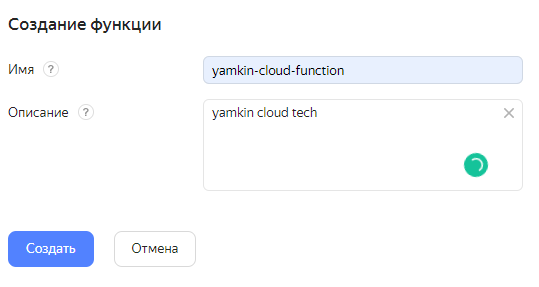 Создание функции
Имя ?
yamkin-cloud-function
Описание ?
yamkin cloud tech
Создать
Отмена